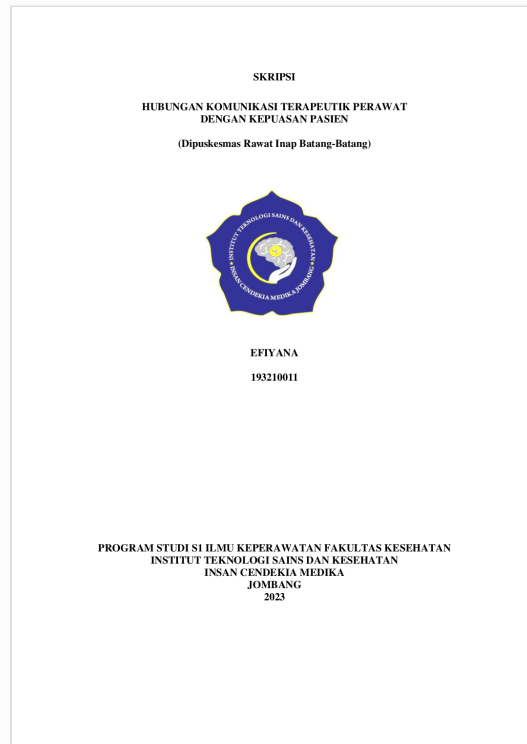 SKRIPSI
HUBUNGAN KOMUNIKASI TERAPEUTIK PERAWAT
DENGAN KEPUASAN PASIEN
(Dipuskesmas Rawat Inap Batang-Batang)
INSTITUT TEKNOLOGI SAINS DAN KESEHATAN
INSAN CENDEKIA MEDIKA JOMBANG
EFIYANA
193210011
PROGRAM STUDI S1 ILMU KEPERAWATAN FAKULTAS KESEHATAN
INSTITUT TEKNOLOGI SAINS DAN KESEHATAN
INSAN CENDEKIA MEDIKA
JOMBANG
2023